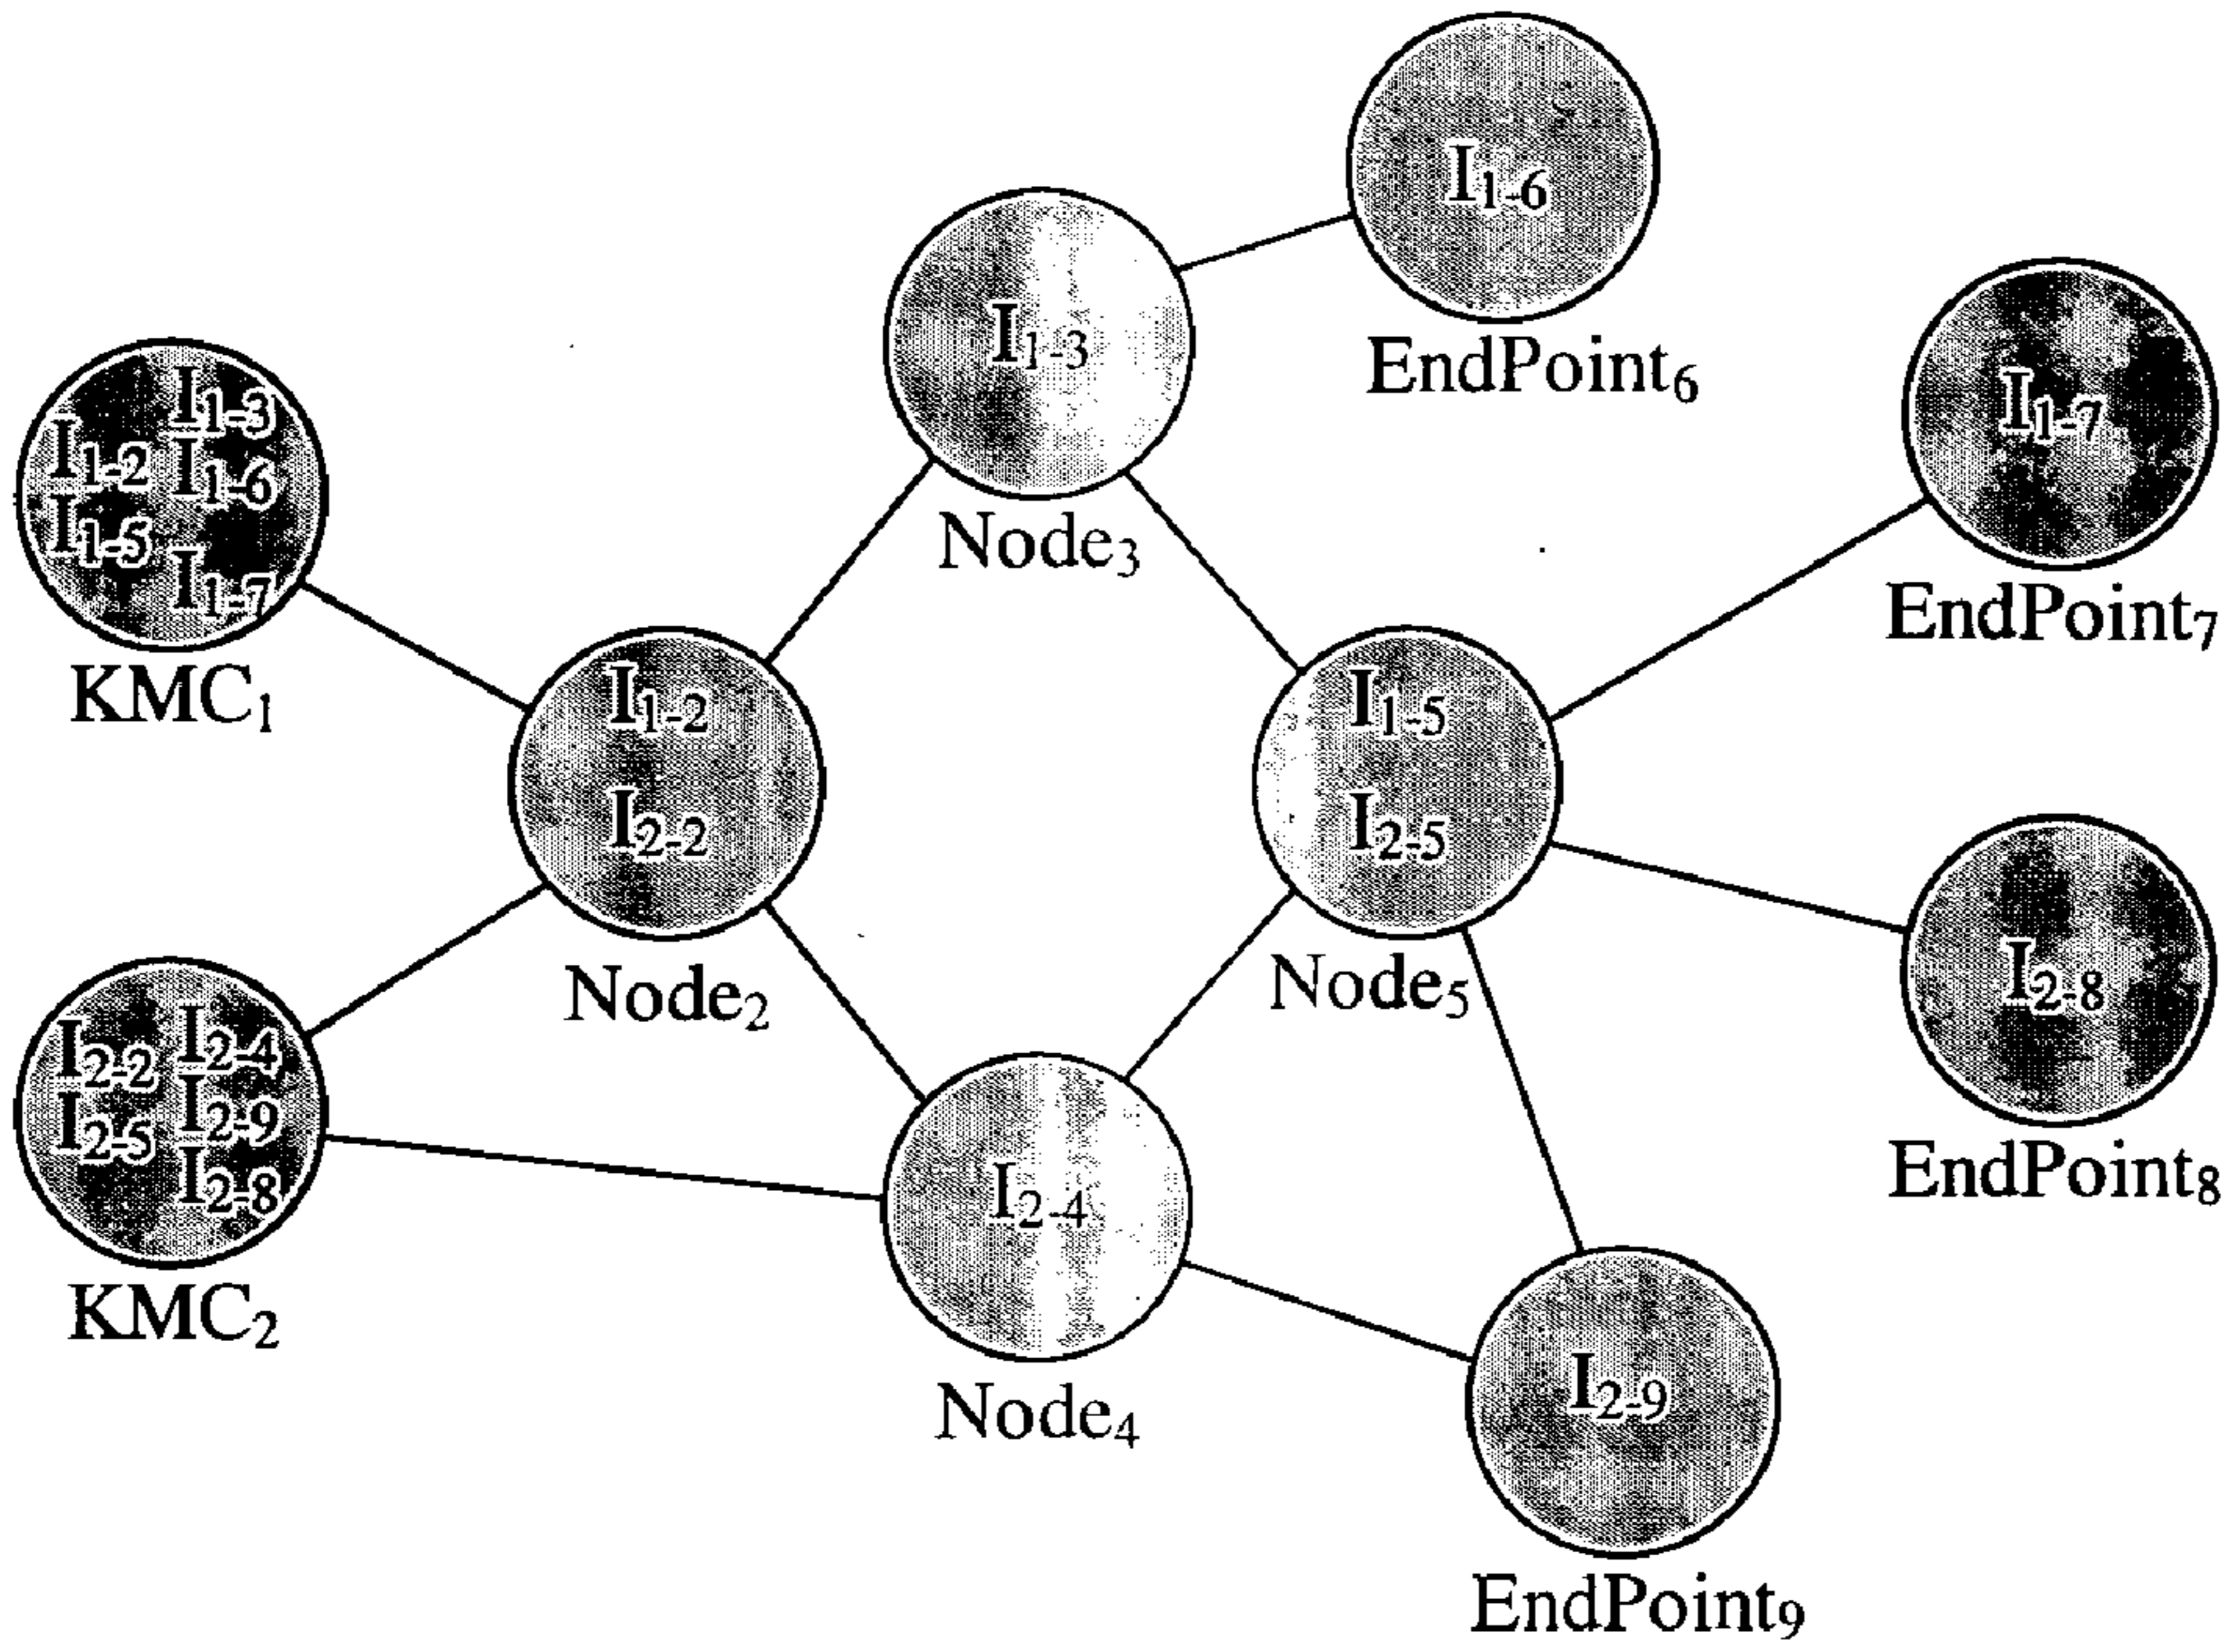 I1-6
EndPoint6
I1-3
Node3
I1-7
EndPoint7
I1-3
I1-2
I1-6
I1-5
I1-7
KMC1
I1-2
I2-2
Node2
I1-5
I2-5
Node5
I2-8
EndPoint8
I2-4
I2-2
I2-9
I2-5
I2-8
KMC2
I2-4
Node4
I2-9
EndPoint9